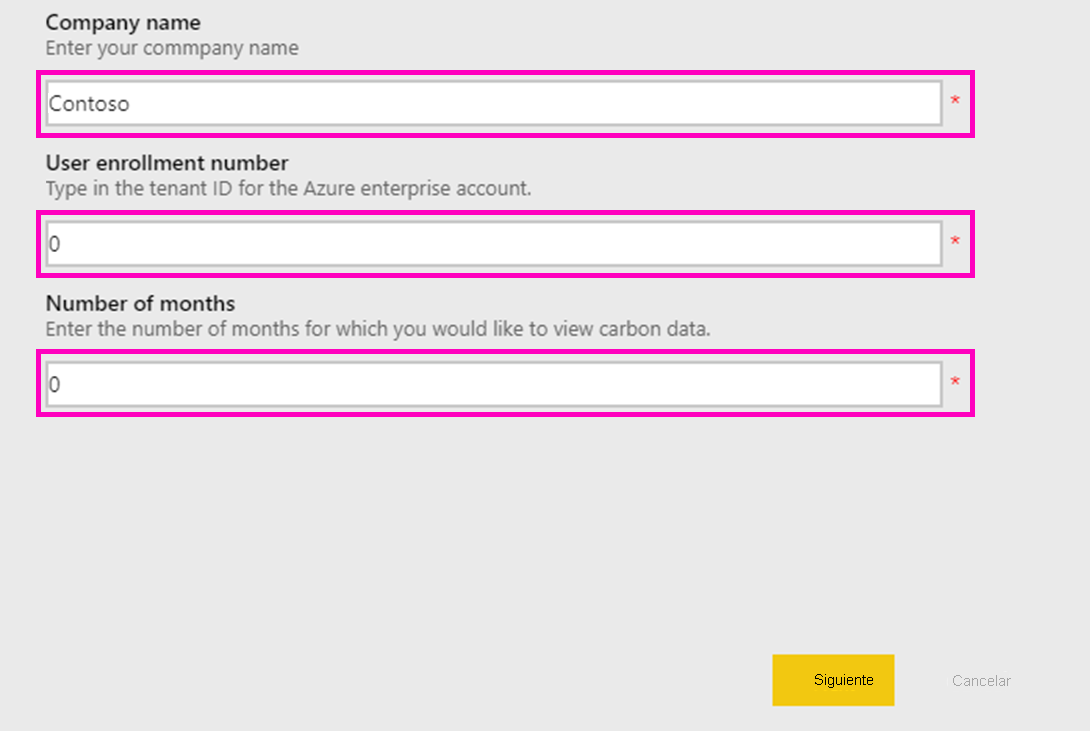 Company name
Enter your commpany name
Contoso *
User enrollment number
Type in the tenant ID for the Azure enterprise account.
0 *
Number of months
Enter the number of months for which you would like to view carbon data.
0 *
Siguiente Cancelar